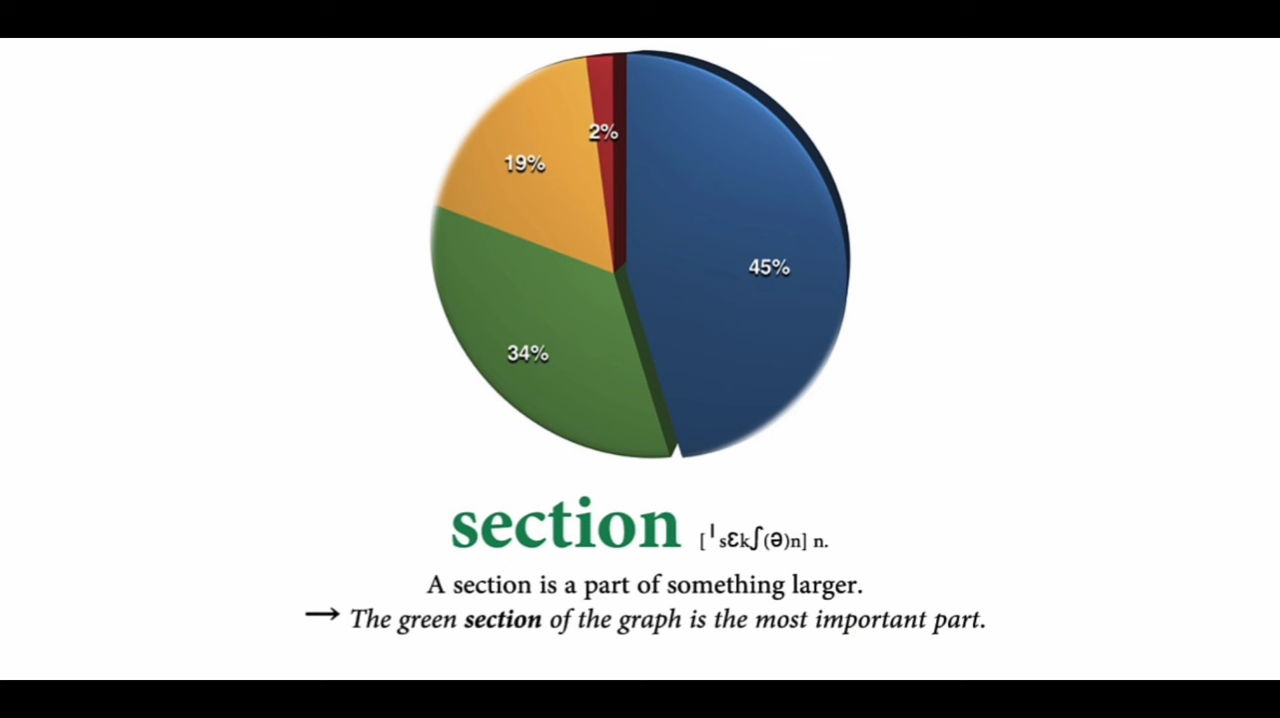 2%
19%
45%
34%
section [ˈsɛkʃ(ə)n] n.
A section is a part of something larger.
→ The green section of the graph is the most important part.